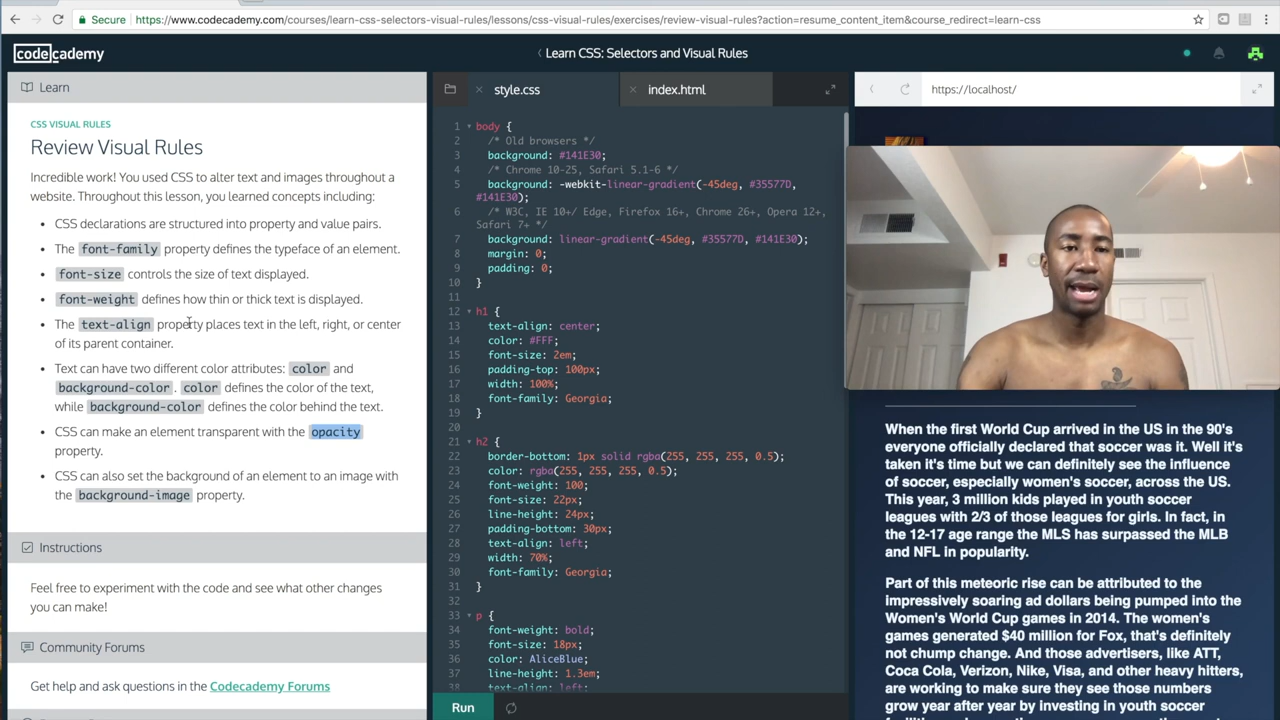 Secure https://www.codecademy.com/courses/learn-css-selectors-visual-rules/lessons/css-visual-rules/exercises/review-visual-rules?action=resume_content_item&course_redirect=learn-css
codecademy
Learn CSS: Selectors and Visual Rules
Learn
CSS VISUAL RULES
Review Visual Rules
Incredible work! You used CSS to alter text and images throughout a
website. Throughout this lesson, you learned concepts including:
• CSS declarations are structured into property and value pairs.
• The font-family property defines the typeface of an element.
• font-size controls the size of text displayed.
• font-weight defines how thin or thick text is displayed.
• The text-align property places text in the left, right, or center
of its parent container.
• Text can have two different color attributes: color and
background-color. color defines the color of the text,
while background-color defines the color behind the text.
• CSS can make an element transparent with the opacity
property.
• CSS can also set the background of an element to an image with
the background-image property.
Instructions
Feel free to experiment with the code and see what other changes
you can make!
Community Forums
Get help and ask questions in the Codecademy Forums
style.css
index.html
1 body {
2 /* Old browsers */
3 background: #141E30;
4 /* Chrome 10-25, Safari 5.1-6 */
5 background: -webkit-linear-gradient(-45deg, #35577D,
#141E30);
6 /* W3C, IE 10+/ Edge, Firefox 16+, Chrome 26+, Opera 12+,
Safari 7+ */
7 background: linear-gradient(-45deg, #35577D, #141E30);
8 margin: 0;
9 padding: 0;
10 }
11
12 h1 {
13 text-align: center;
14 color: #FFF;
15 font-size: 2em;
16 padding-top: 100px;
17 width: 100%;
18 font-family: Georgia;
19 }
20
21 h2 {
22 border-bottom: 1px solid rgba(255, 255, 255, 0.5);
23 color: rgba(255, 255, 255, 0.5);
24 font-weight: 100;
25 font-size: 22px;
26 line-height: 24px;
27 padding-bottom: 30px;
28 text-align: left;
29 width: 70%;
30 font-family: Georgia;
31 }
32
33 p {
34 font-weight: bold;
35 font-size: 18px;
36 color: AliceBlue;
37 line-height: 1.3em;
38 text-align: left;
Run
https://localhost/
When the first World Cup arrived in the US in the 90's
everyone officially declared that soccer was it. Well it's
taken it's time but we can definitely see the influence
of soccer, especially women's soccer, across the US.
This year, 3 million kids played in youth soccer
leagues with 2/3 of those leagues for girls. In fact, in
the 12-17 age range the MLS has surpassed the MLB
and NFL in popularity.
Part of this meteoric rise can be attributed to the
impressively soaring ad dollars being pumped into the
Women's World Cup games in 2014. The women's
games generated $40 million for Fox, that's definitely
not chump change. And those advertisers, like ATT,
Coca Cola, Verizon, Nike, Visa, and other heavy hitters,
are working to make sure they see those numbers
grow year after year by investing in youth soccer